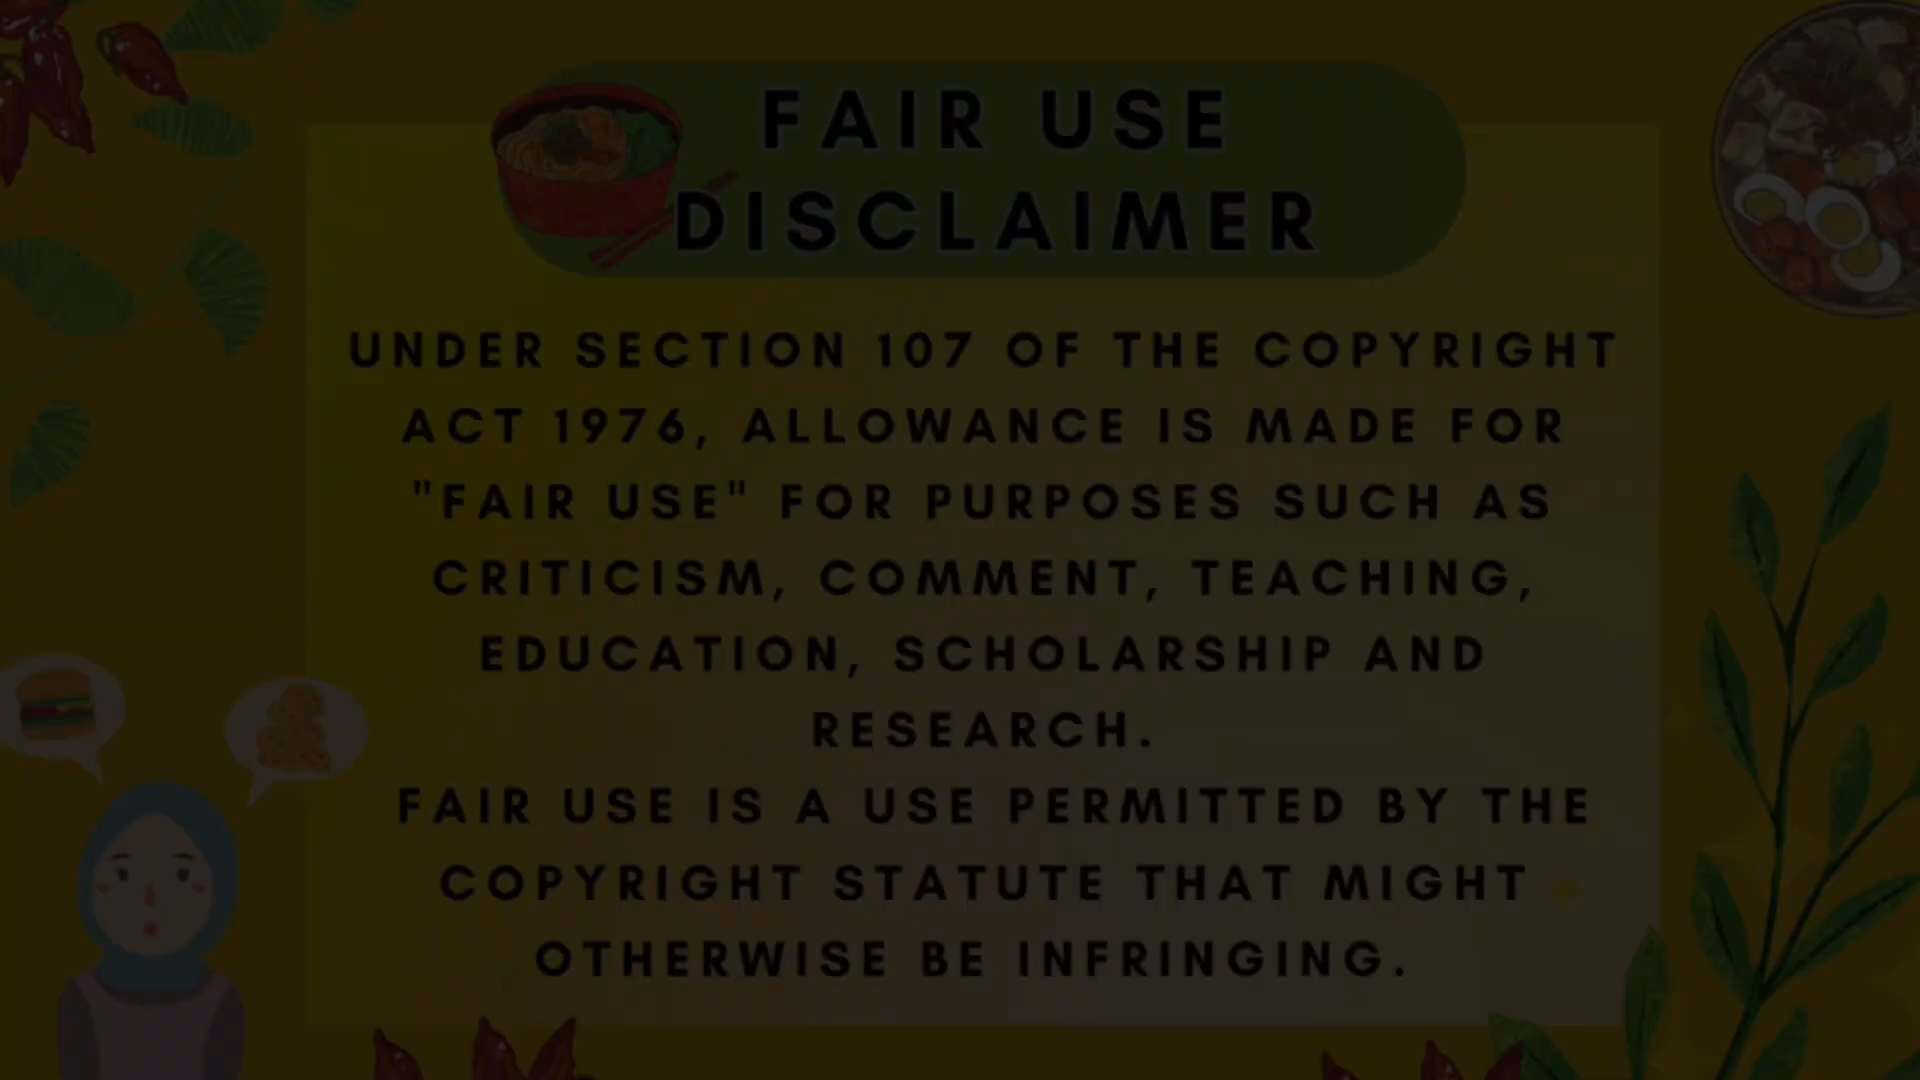 FAIR USE
DISCLAIMER
UNDER SECTION 107 OF THE COPYRIGHT
ACT 1976, ALLOWANCE IS MADE FOR
"FAIR USE" FOR PURPOSES SUCH AS
CRITICISM, COMMENT, TEACHING,
EDUCATION, SCHOLARSHIP AND
RESEARCH.
FAIR USE IS A USE PERMITTED BY THE
COPYRIGHT STATUTE THAT MIGHT
OTHERWISE BE INFRINGING.